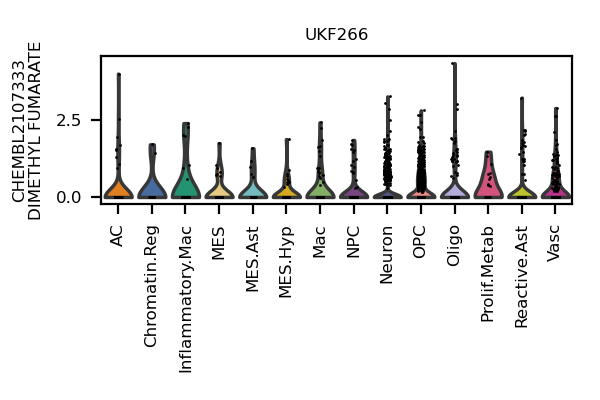 UKF266
CHEMBL2107333
DIMETHYL FUMARATE
2.5
0.0
AC
Chromatin.Reg
Inflammatory.Mac
MES
MES.Ast
MES.Hyp
Mac
NPC
Neuron
OPC
Oligo
Prolif.Metab
Reactive.Ast
Vasc